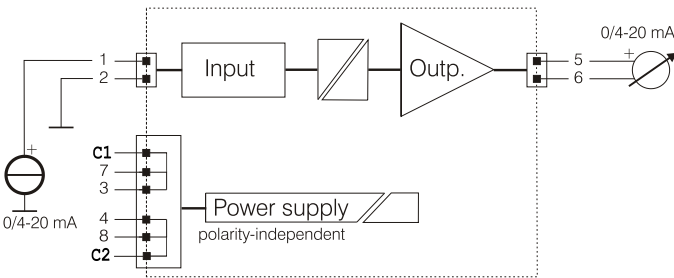 0/4-20 mA
+
1
2
Input
Outp.
5
6
+
0/4-20 mA
C1
7
3
4
8
C2
Power supply
polarity-independent